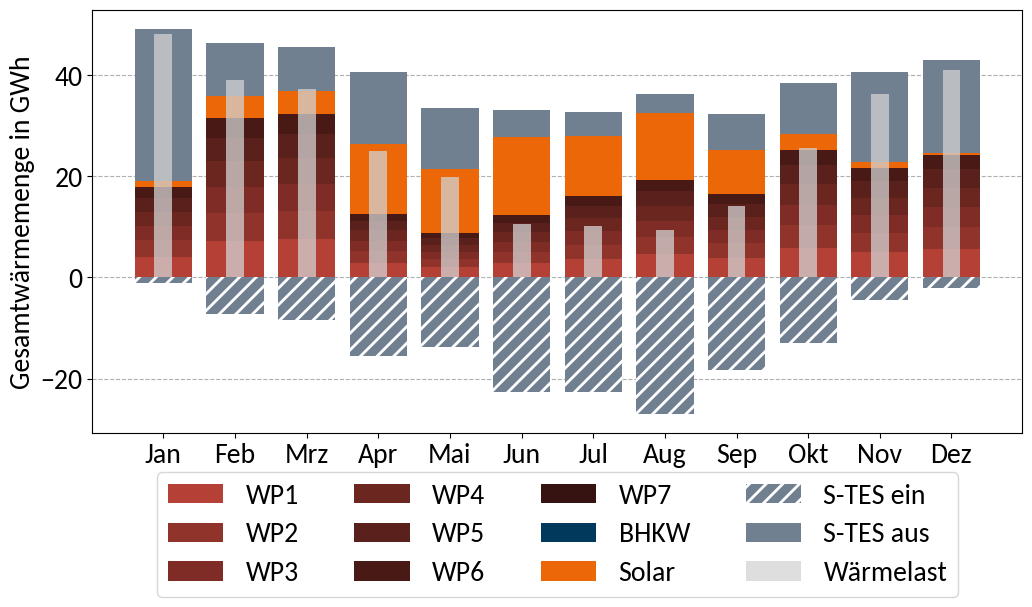 Gesamtwärmemenge in GWh
40
20
0
−20
Jan Feb Mrz Apr Mai Jun Jul Aug Sep Okt Nov Dez
WP1 WP4 WP7 S-TES ein
WP2 WP5 BHKW S-TES aus
WP3 WP6 Solar Wärmelast